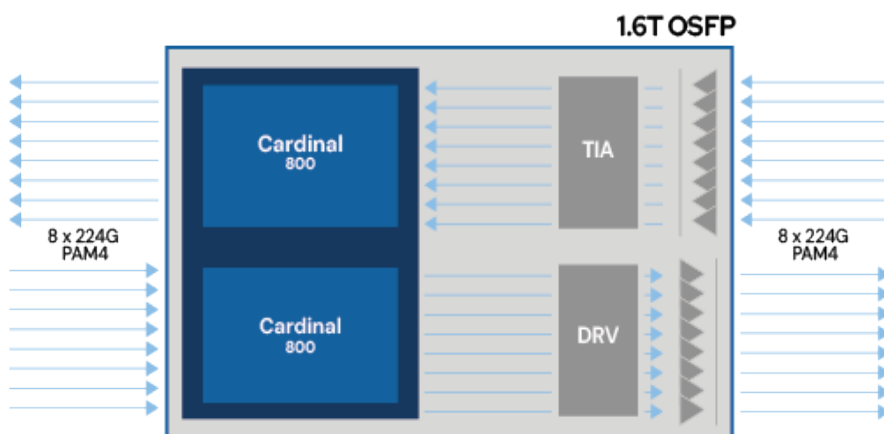 1.6T OSFP
Cardinal
800
TIA
8 x 224G
PAM4
8 x 224G
PAM4
Cardinal
800
DRV